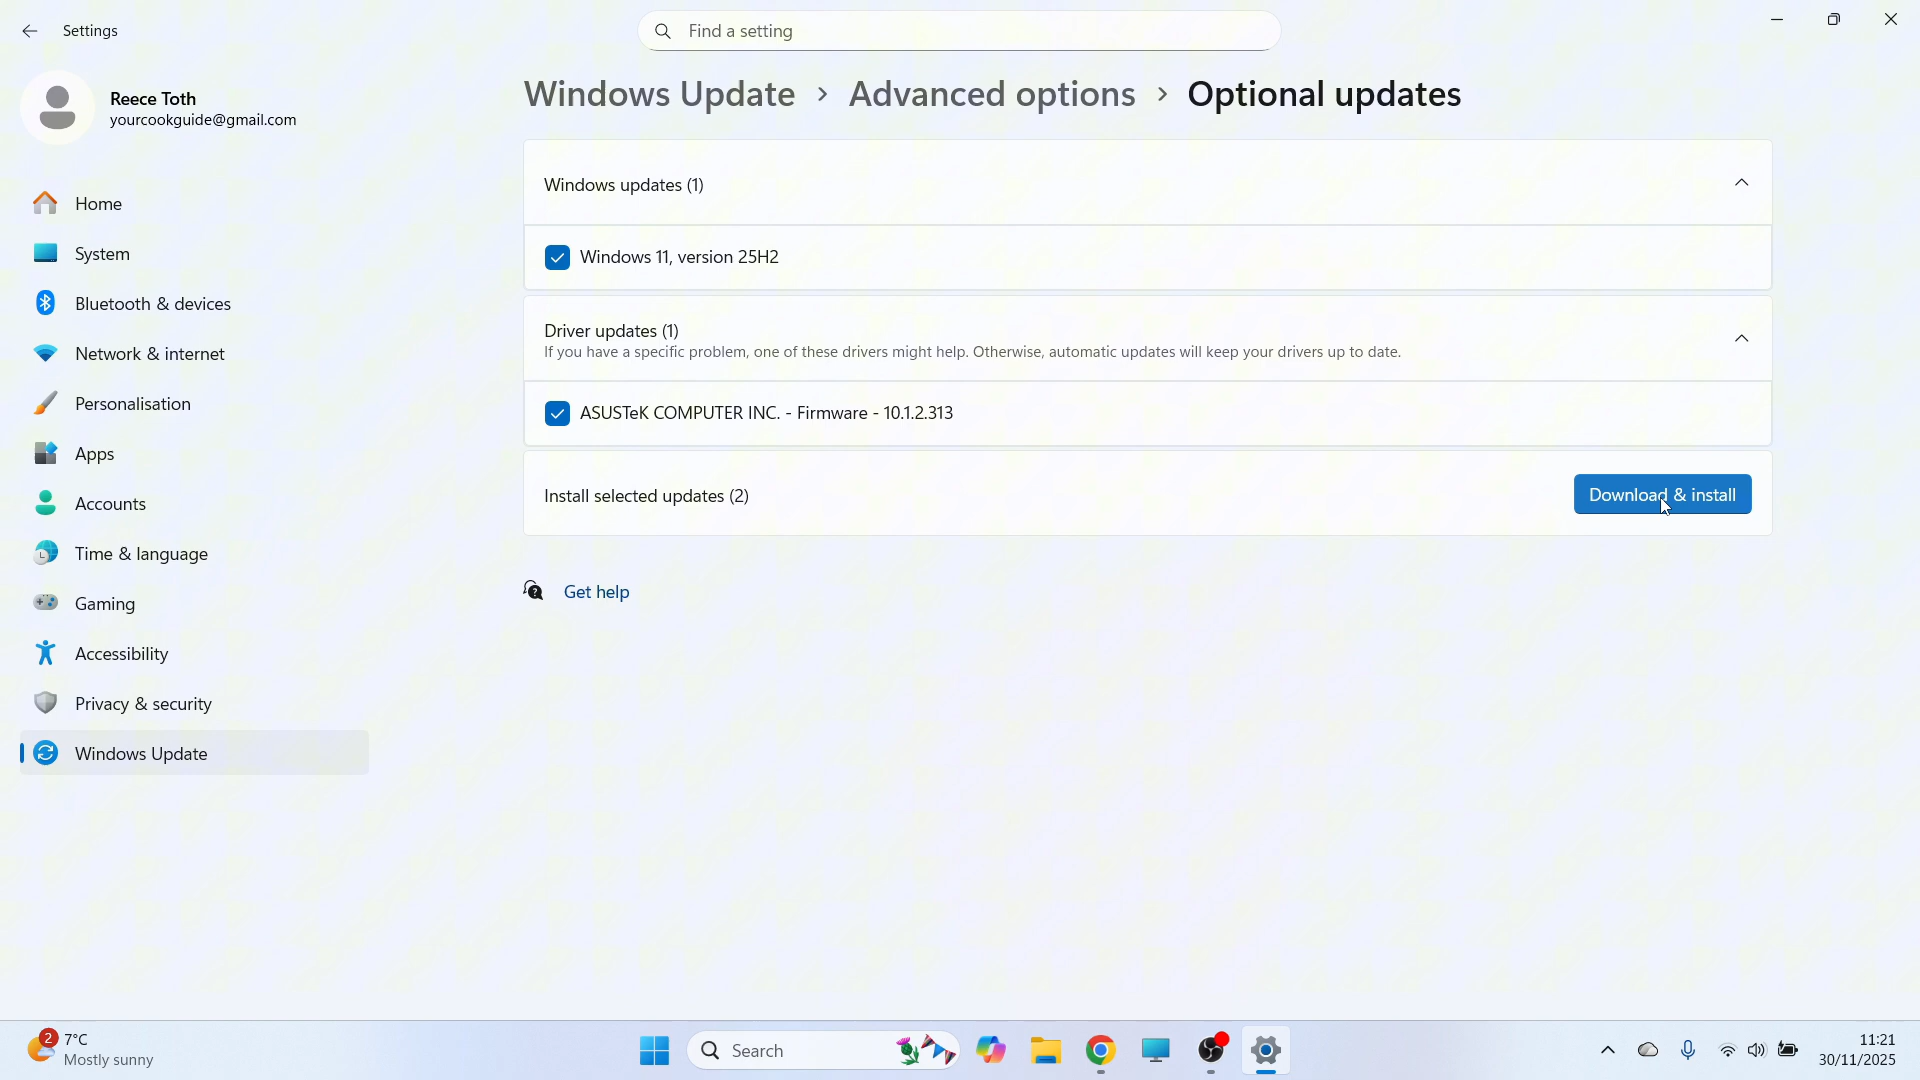 Settings
Find a setting
Reece Toth
yourcookguide@gmail.com
Home
System
Bluetooth & devices
Network & internet
Personalisation
Apps
Accounts
Time & language
Gaming
Accessibility
Privacy & security
Windows Update
Windows Update > Advanced options > Optional updates
Windows updates (1)
Windows 11, version 25H2
Driver updates (1)
If you have a specific problem, one of these drivers might help. Otherwise, automatic updates will keep your drivers up to date.
ASUSTeK COMPUTER INC. - Firmware - 10.1.2.313
Install selected updates (2)
Download & install
Get help
2
7°C
Mostly sunny
Search
11:21
30/11/2025